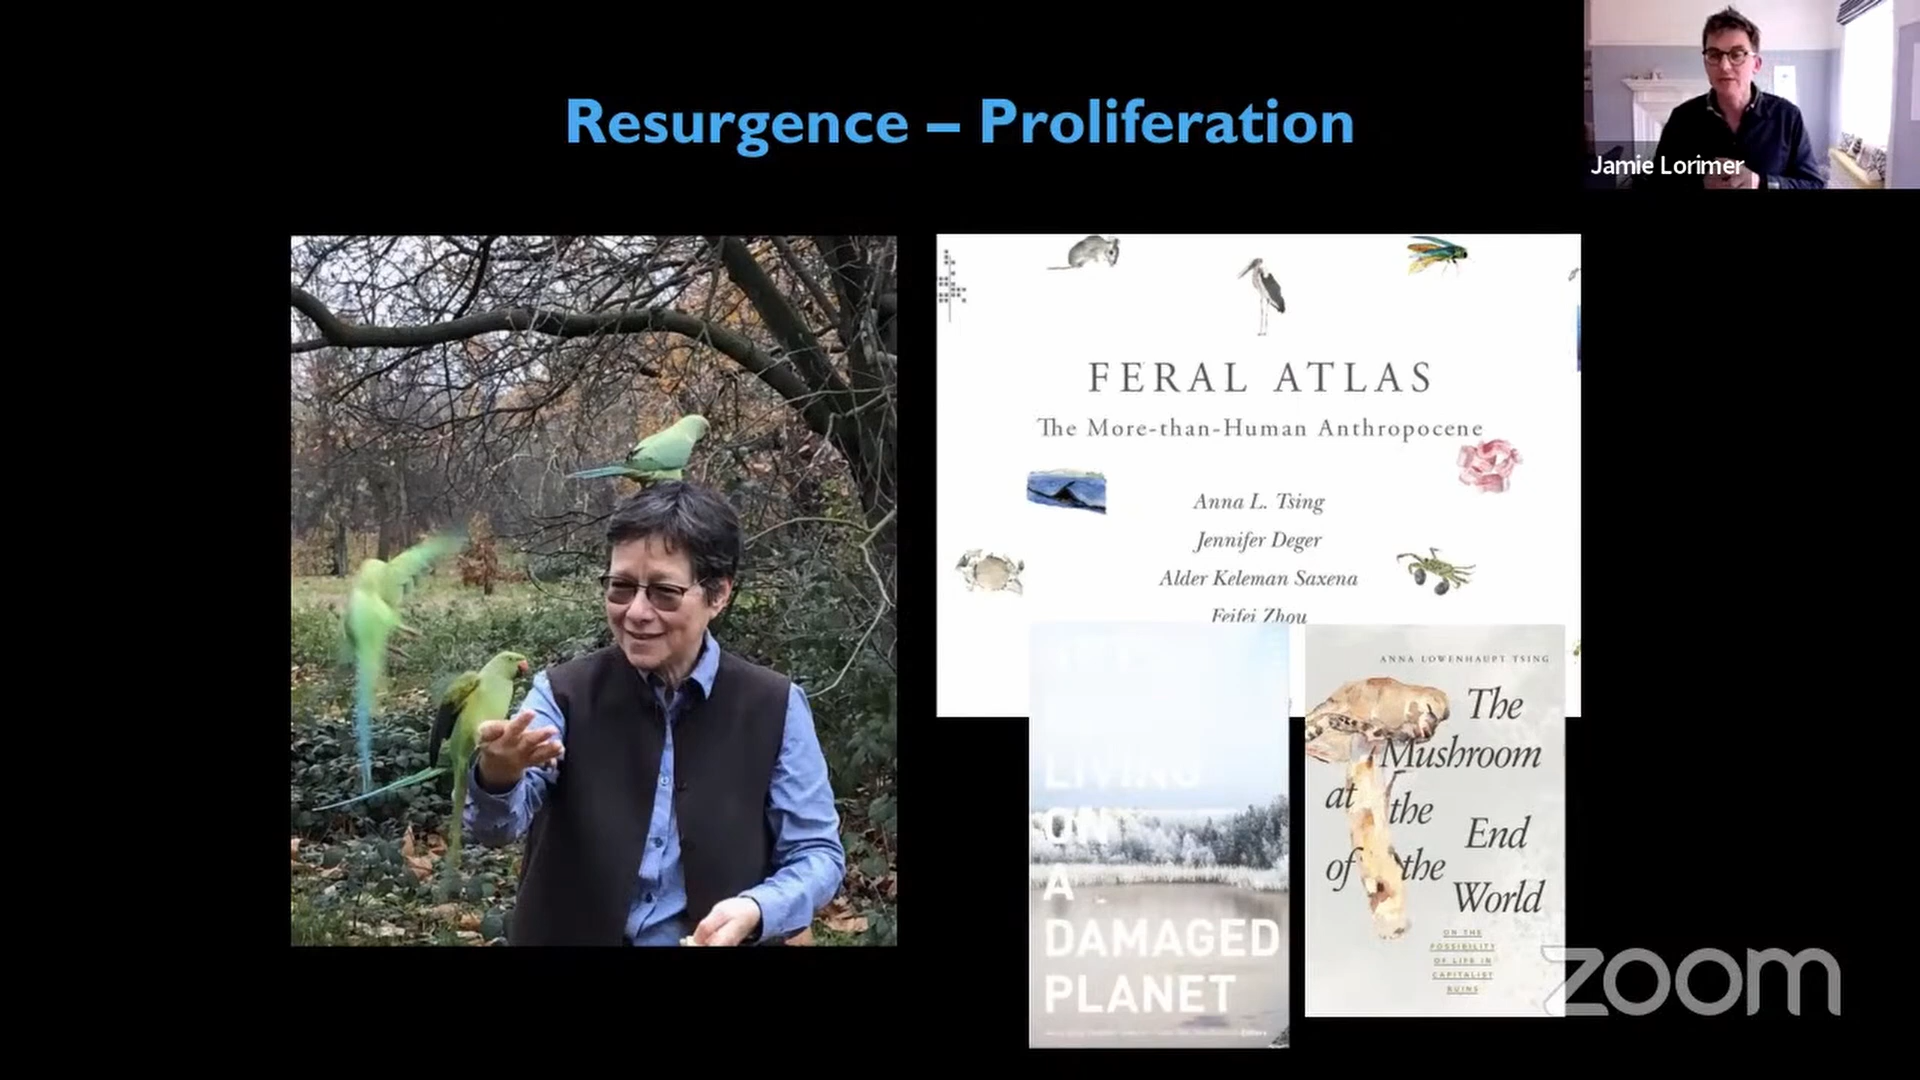 Resurgence – Proliferation
Jamie Lorimer
FERAL ATLAS
The More-than-Human Anthropocene
Anna L. Tsing
Jennifer Deger
Alder Keleman Saxena
Feifei Zhou
LIVING
ON
A
DAMAGED
PLANET
Editors
ANNA LOWENHAUPT TSING
The
Mushroom
at the
End
of the
World
ON THE
POSSIBILITY
OF LIFE IN
CAPITALIST
RUINS
zoom